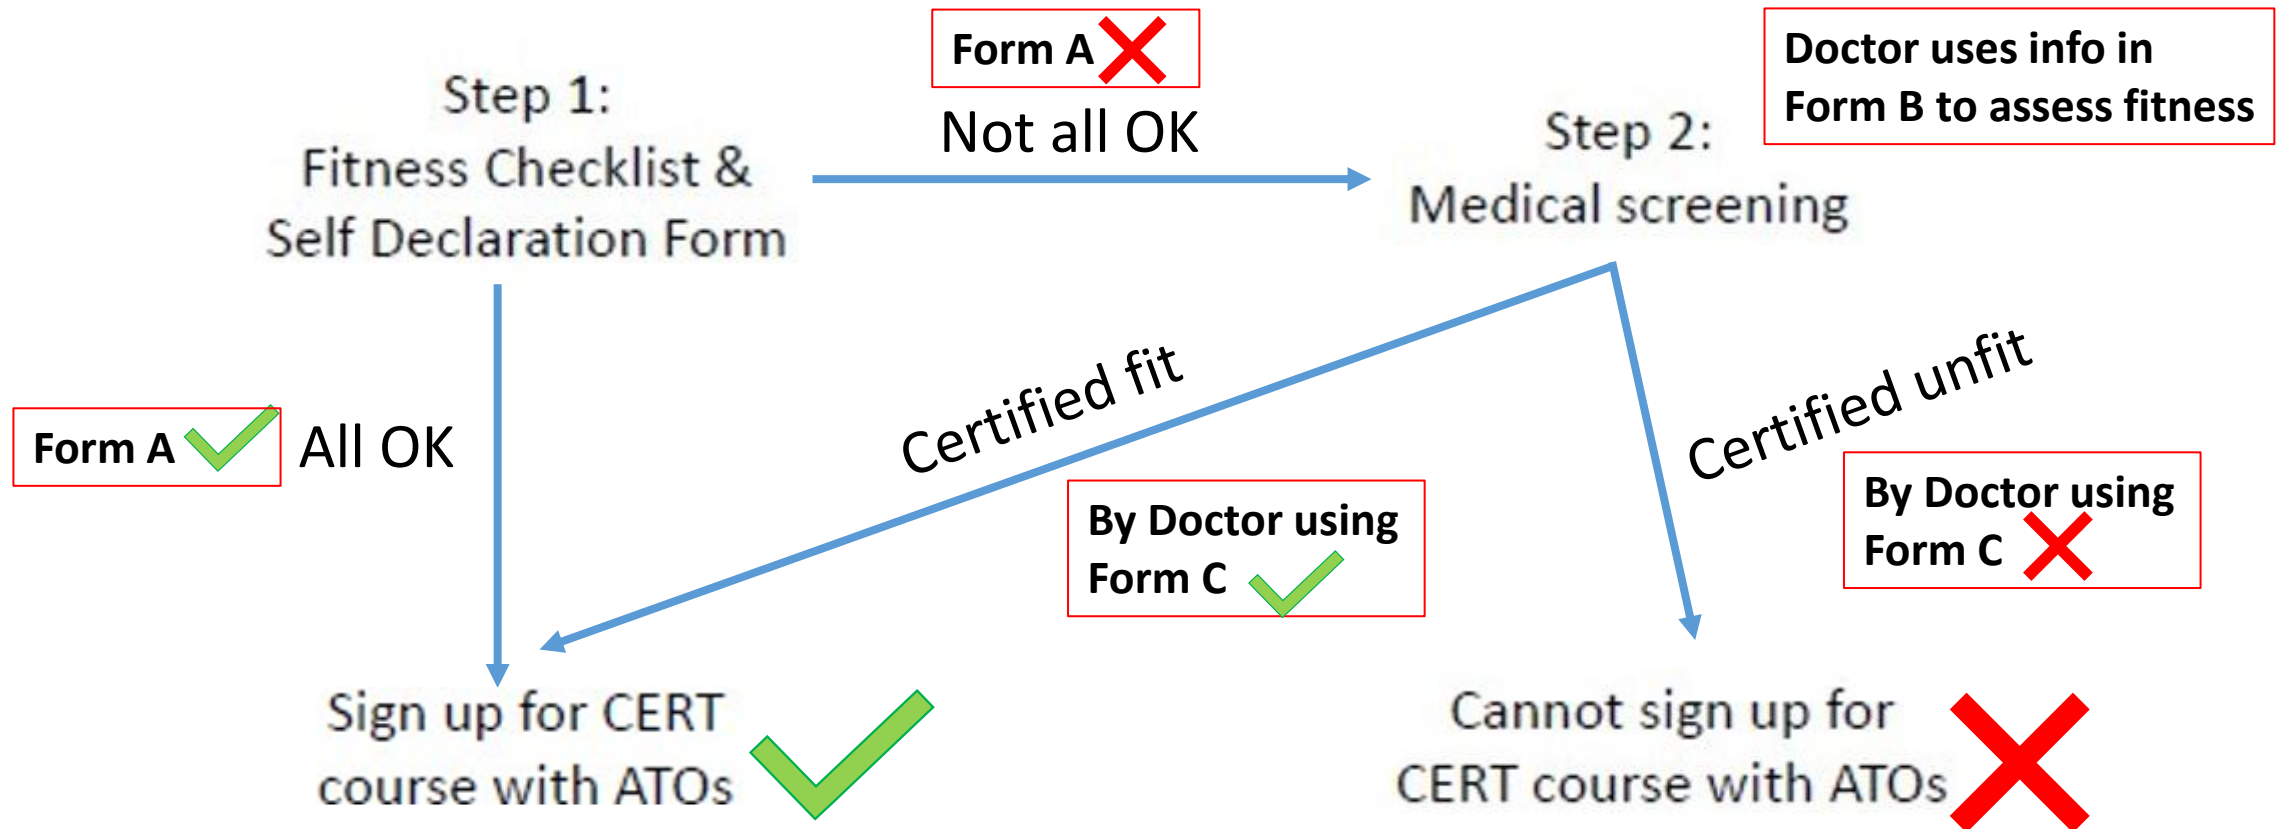 Form A
Not all OK
Doctor uses info in
Form B to assess fitness
Step 1:
Fitness Checklist &
Self Declaration Form
Step 2:
Medical screening
Form A
All OK
Certified fit
Certified unfit
By Doctor using
Form C
By Doctor using
Form C
Sign up for CERT
course with ATOs
Cannot sign up for
CERT course with ATOs